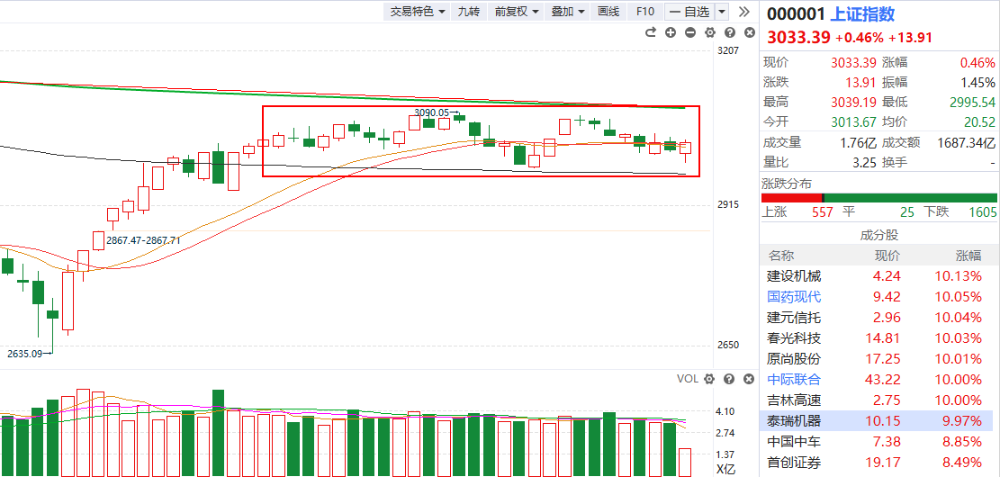 交易特色 九转 前复权 叠加 画线 F10 一自选
000001 上证指数
3033.39 +0.46% +13.91
现价 3033.39 涨幅 0.46%
涨跌 13.91 振幅 1.45%
最高 3039.19 最低 2995.54
今开 3013.67 均价 20.52
成交量 1.76亿 成交额 1687.34亿
量比 3.25 换手 -
涨跌分布
上涨 557 平 25 下跌 1605
成分股
名称 现价 涨幅
建设机械 4.24 10.13%
国药现代 9.42 10.05%
建元信托 2.96 10.04%
春光科技 14.81 10.03%
原尚股份 17.25 10.01%
中际联合 43.22 10.00%
吉林高速 2.75 10.00%
泰瑞机器 10.15 9.97%
中国中车 7.38 8.85%
首创证券 19.17 8.49%
3207
3090.05→
2915
2867.47-2867.71
2650
2635.09→
VOL
4.10
2.74
1.37
X亿